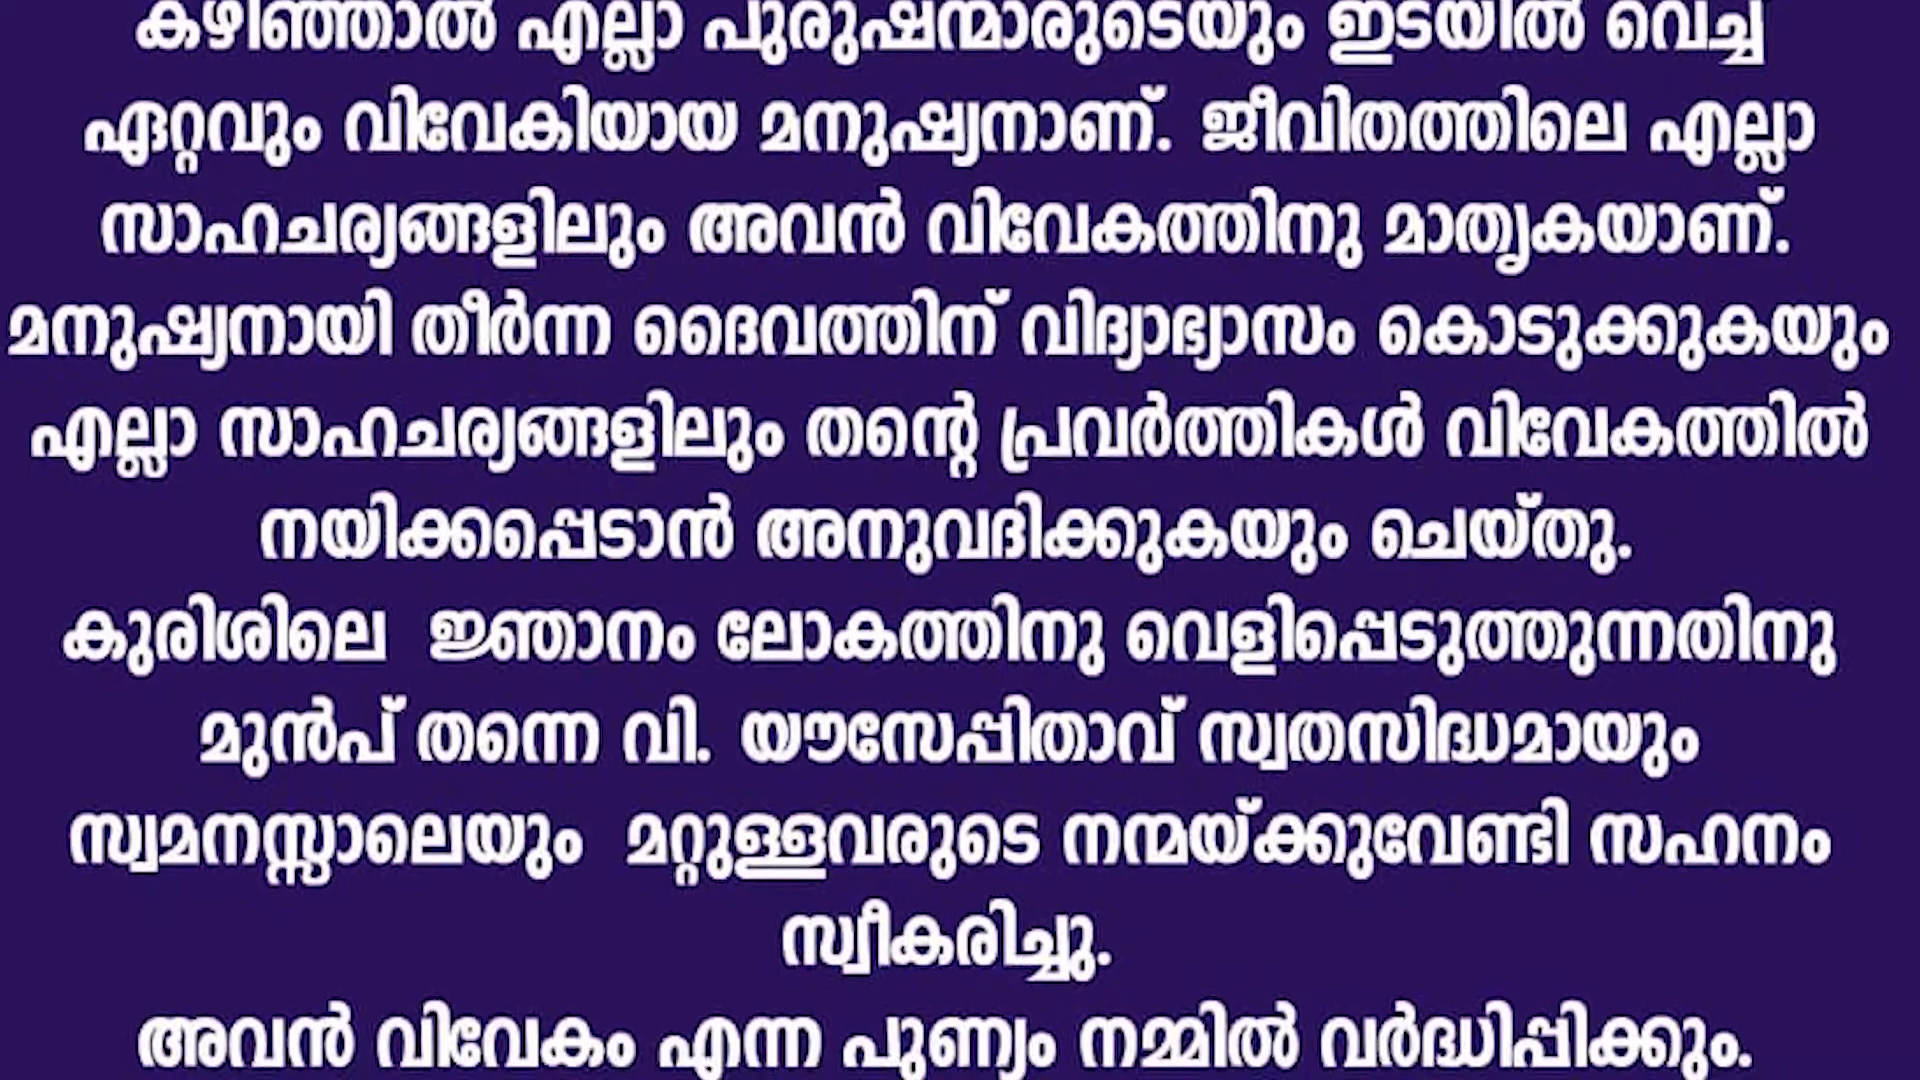 കഴിഞ്ഞാൽ എല്ലാ പുരുഷന്മാരുടെയും ഇടയിൽ വെച്ച്
ഏറ്റവും വിവേകിയായ മനുഷ്യനാണ്. ജീവിതത്തിലെ എല്ലാ
സാഹചര്യങ്ങളിലും അവൻ വിവേകത്തിനു മാതൃകയാണ്.
മനുഷ്യനായി തീർന്ന ദൈവത്തിന് വിദ്യാഭ്യാസം കൊടുക്കുകയും
എല്ലാ സാഹചര്യങ്ങളിലും തന്റെ പ്രവർത്തികൾ വിവേകത്തിൽ
നയിക്കപ്പെടാൻ അനുവദിക്കുകയും ചെയ്തു.
കുരിശിലെ ജ്ഞാനം ലോകത്തിനു വെളിപ്പെടുത്തുന്നതിനു
മുൻപ് തന്നെ വി. യൗസേപ്പിതാവ് സ്വതസിദ്ധമായും
സ്വമനസ്സാലെയും മറ്റുള്ളവരുടെ നന്മയ്ക്കുവേണ്ടി സഹനം
സ്വീകരിച്ചു.
അവൻ വിവേകം എന്ന പുണ്യം നമ്മിൽ വർദ്ധിപ്പിക്കും.